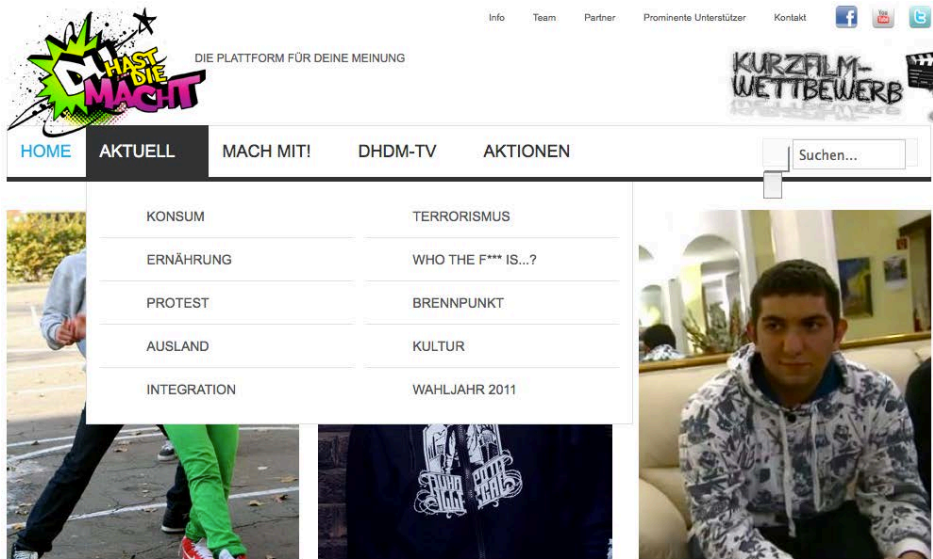 Info Team Partner Prominente Unterstützer Kontakt
DU HAST DIE MACHT
DIE PLATTFORM FÜR DEINE MEINUNG
KURZFILM-
WETTBEWERB
HOME AKTUELL MACH MIT! DHDM-TV AKTIONEN Suchen...
KONSUM TERRORISMUS
ERNÄHRUNG WHO THE F*** IS...?
PROTEST BRENNPUNKT
AUSLAND KULTUR
INTEGRATION WAHLJAHR 2011